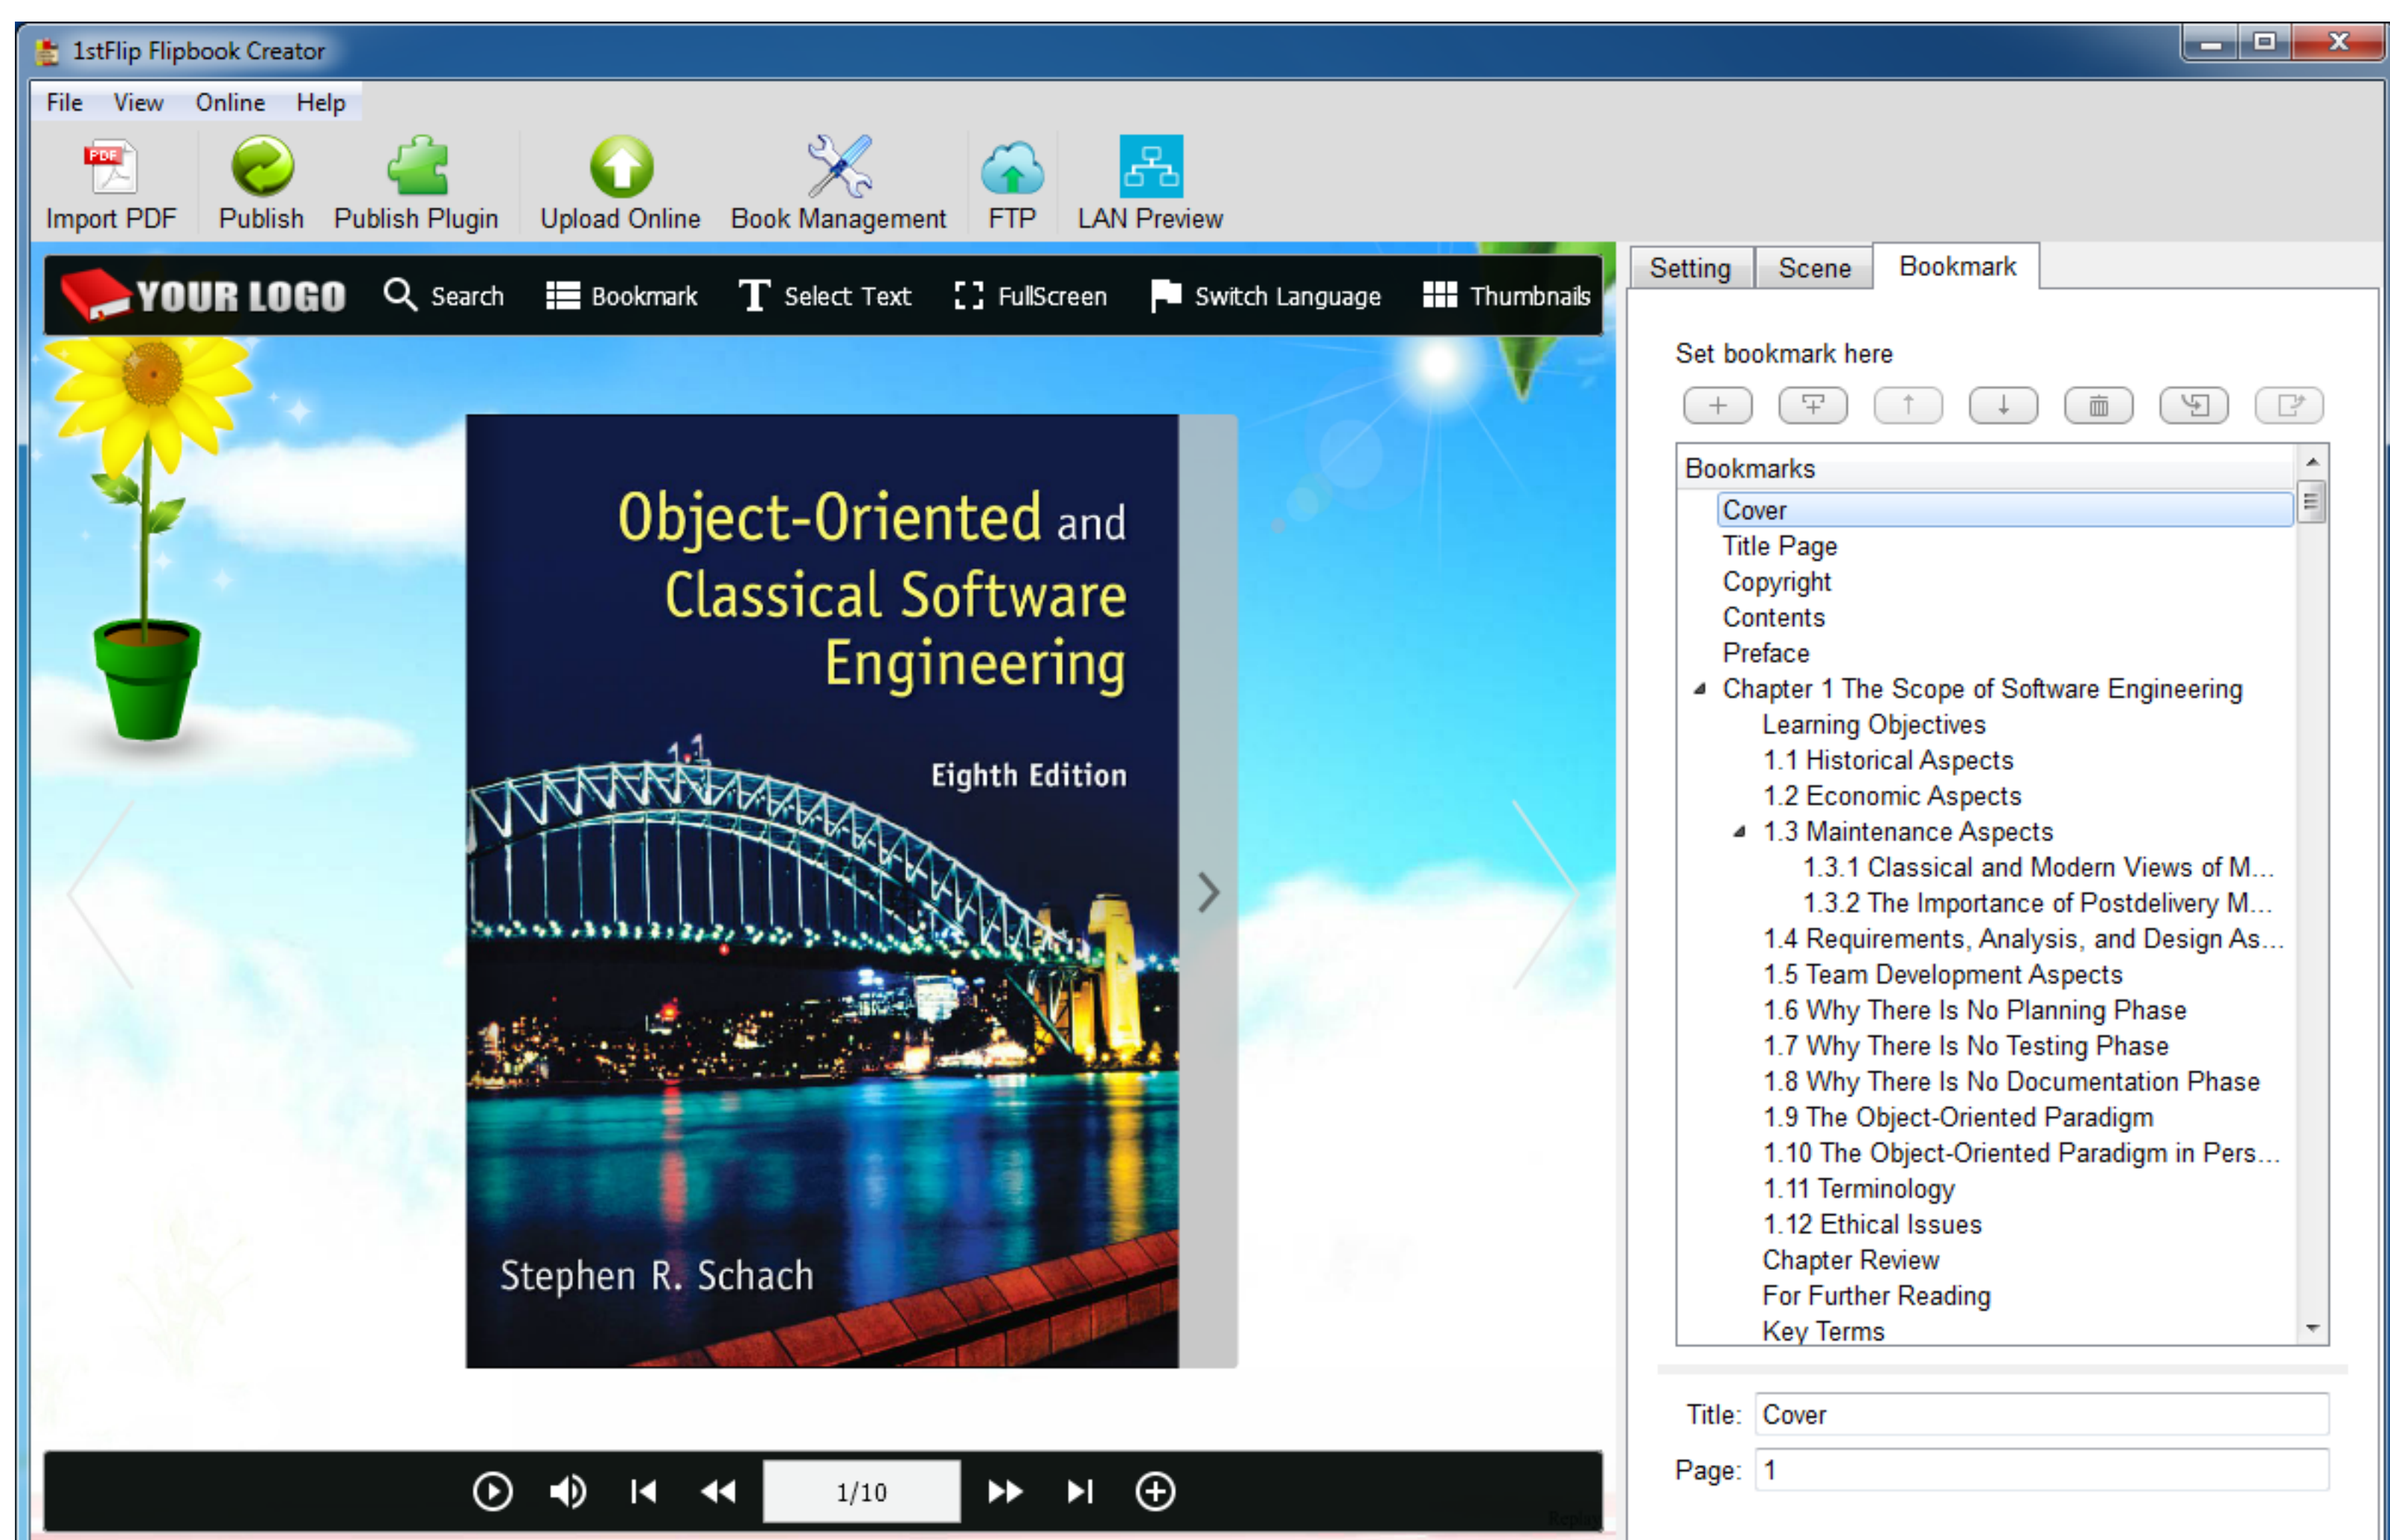 1stFlip Flipbook Creator
File View Online Help
PDF
Import PDF Publish Publish Plugin Upload Online Book Management FTP LAN Preview
YOUR LOGO Search Bookmark T Select Text FullScreen Switch Language Thumbnails
Object-Oriented and
Classical Software
Engineering
Eighth Edition
Stephen R. Schach
1/10
Replay
Setting Scene Bookmark
Set bookmark here
Bookmarks
Cover
Title Page
Copyright
Contents
Preface
Chapter 1 The Scope of Software Engineering
Learning Objectives
1.1 Historical Aspects
1.2 Economic Aspects
1.3 Maintenance Aspects
1.3.1 Classical and Modern Views of M...
1.3.2 The Importance of Postdelivery M...
1.4 Requirements, Analysis, and Design As...
1.5 Team Development Aspects
1.6 Why There Is No Planning Phase
1.7 Why There Is No Testing Phase
1.8 Why There Is No Documentation Phase
1.9 The Object-Oriented Paradigm
1.10 The Object-Oriented Paradigm in Pers...
1.11 Terminology
1.12 Ethical Issues
Chapter Review
For Further Reading
Key Terms
Title: Cover
Page: 1